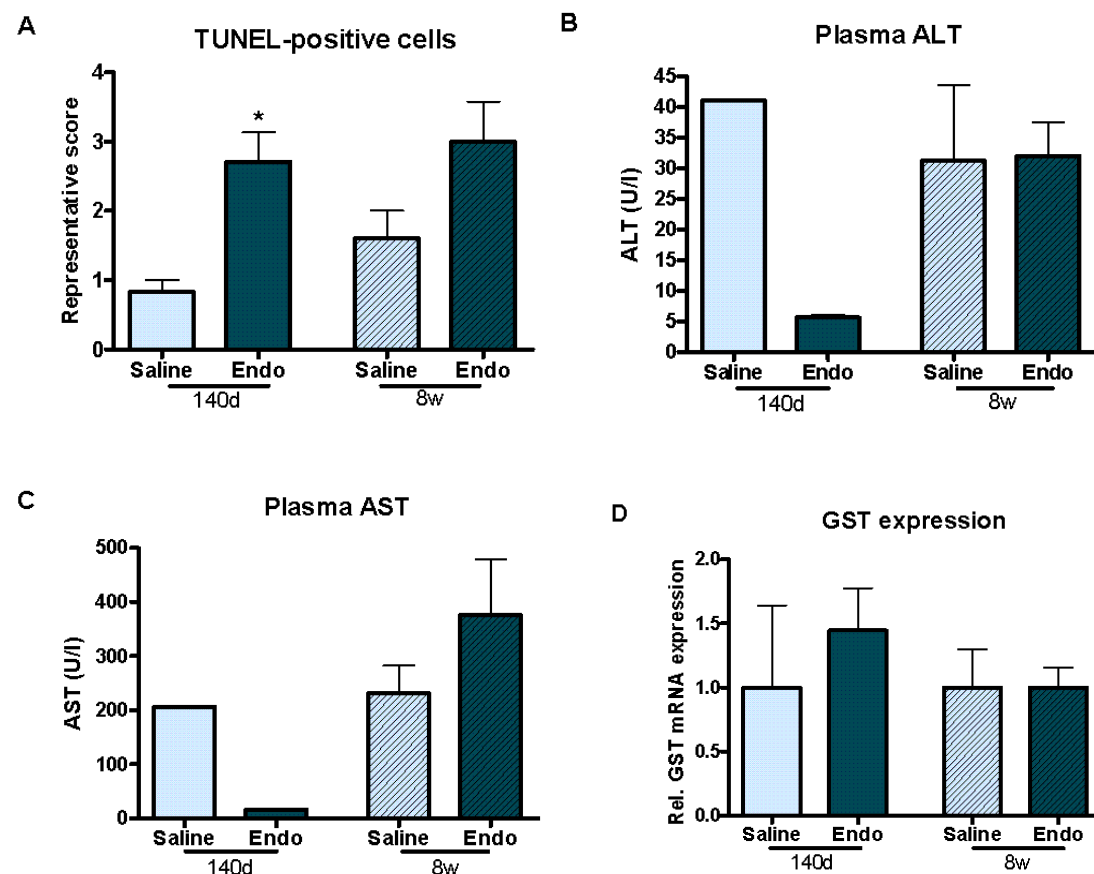 A
TUNEL-positive cells
Representative score
4
3
2
1
0
*
Saline Endo Saline Endo
140d 8w
B
Plasma ALT
ALT (U/l)
45
40
35
30
25
20
15
10
5
0
Saline Endo Saline Endo
140d 8w
C
Plasma AST
AST (U/l)
500
400
300
200
100
0
Saline Endo Saline Endo
140d 8w
D
GST expression
Rel. GST mRNA expression
2.0
1.5
1.0
0.5
0.0
Saline Endo Saline Endo
140d 8w